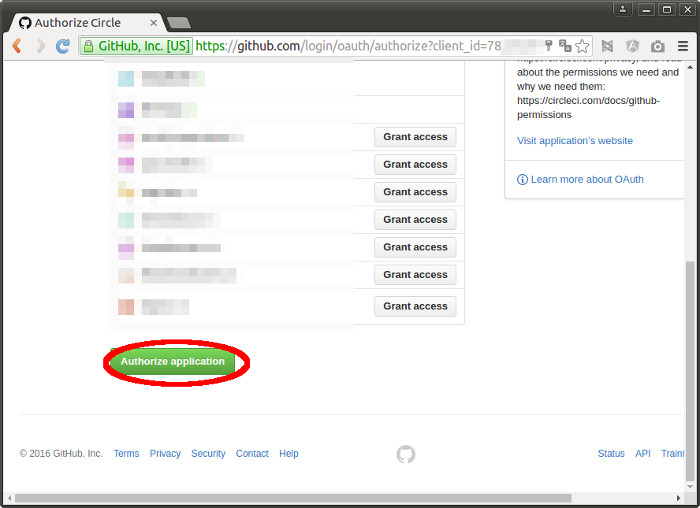 Authorize Circle
GitHub, Inc. [US] https://github.com/login/oauth/authorize?client_id=78
about the permissions we need and
why we need them:
https://circleci.com/docs/github-
permissions
Visit application's website
Learn more about OAuth
Grant access
Grant access
Grant access
Grant access
Grant access
Grant access
Grant access
Authorize application
© 2016 GitHub, Inc. Terms Privacy Security Contact Help
Status API Traini